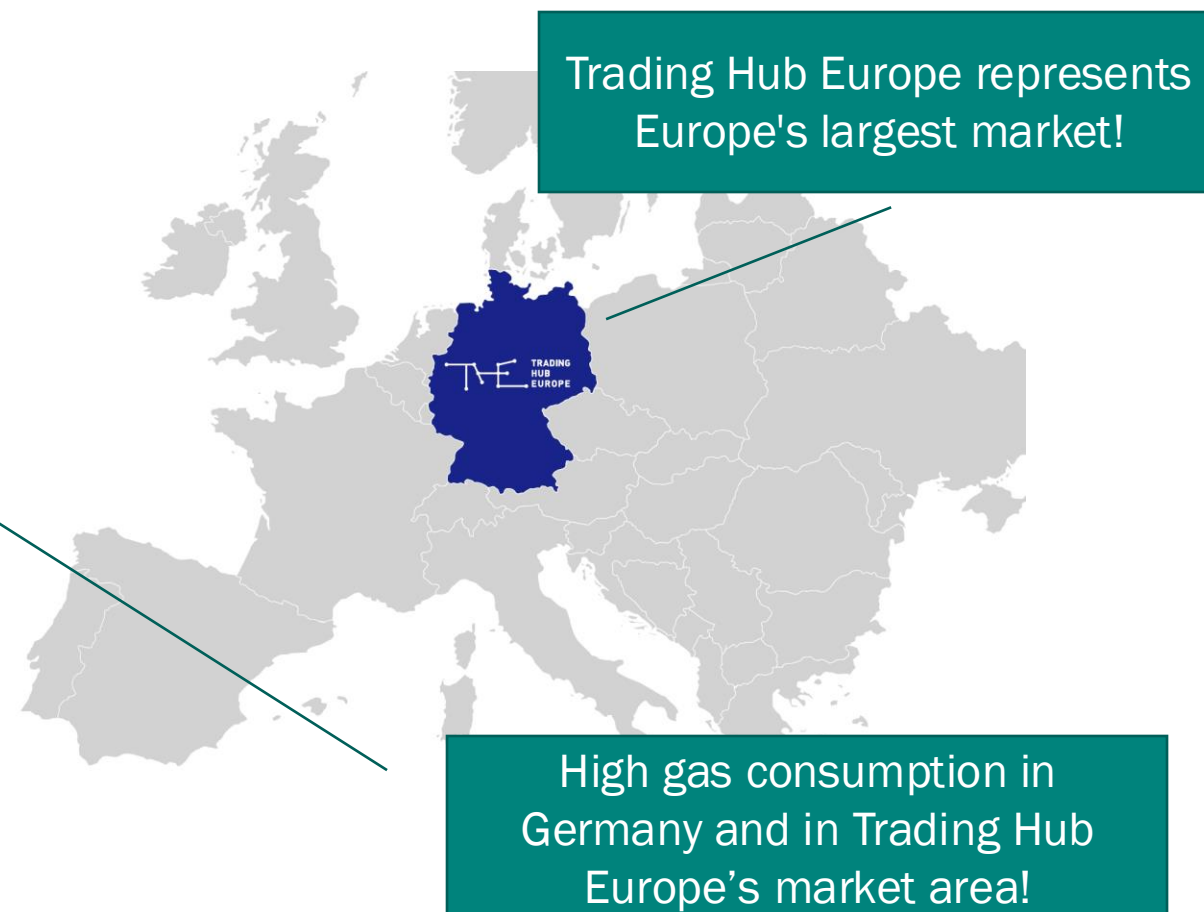 Trading Hub Europe represents
Europe's largest market!
THE
TRADING
HUB
EUROPE
High gas consumption in
Germany and in Trading Hub
Europe’s market area!